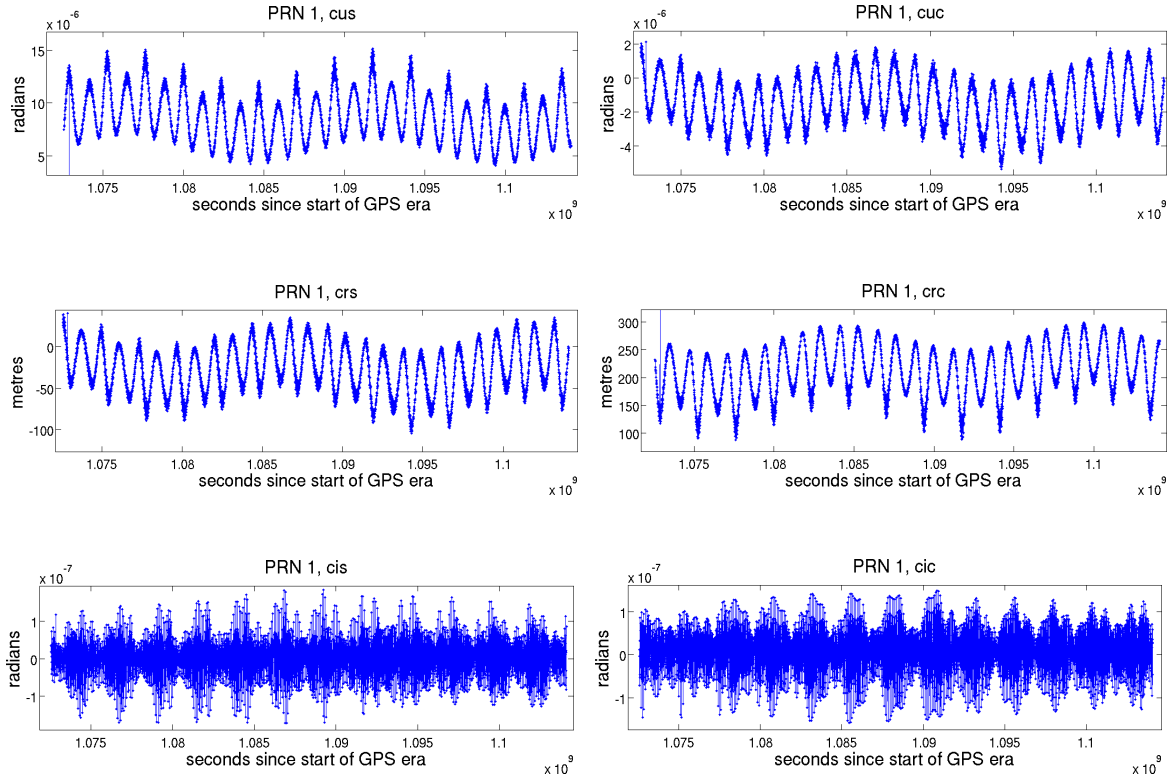 PRN 1, cus
x 10 -6
15
10
5
radians
1.075 1.08 1.085 1.09 1.095 1.1
seconds since start of GPS era
x 10 9
PRN 1, cuc
x 10 -6
2
0
-2
-4
radians
1.075 1.08 1.085 1.09 1.095 1.1
seconds since start of GPS era
x 10 9
PRN 1, crs
0
-50
-100
metres
1.075 1.08 1.085 1.09 1.095 1.1
seconds since start of GPS era
x 10 9
PRN 1, crc
300
250
200
150
100
metres
1.075 1.08 1.085 1.09 1.095 1.1
seconds since start of GPS era
x 10 9
PRN 1, cis
x 10 -7
1
0
-1
radians
1.075 1.08 1.085 1.09 1.095 1.1
seconds since start of GPS era
x 10 9
PRN 1, cic
x 10 -7
1
0
-1
radians
1.075 1.08 1.085 1.09 1.095 1.1
seconds since start of GPS era
x 10 9